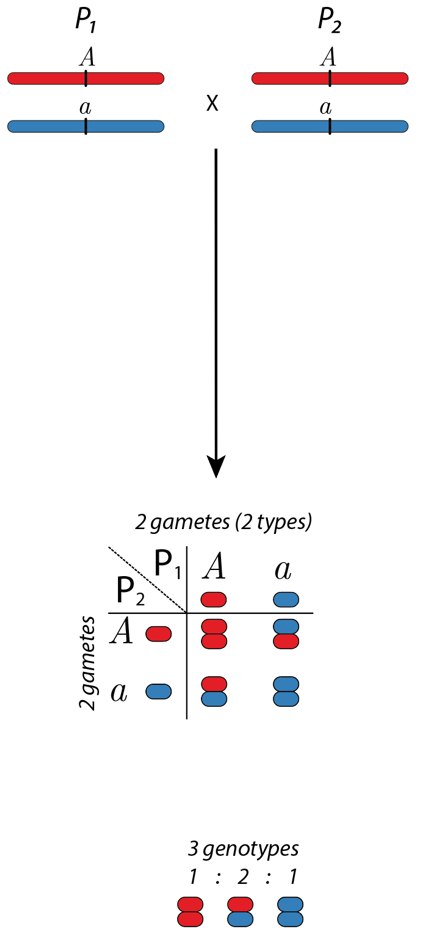 P1 P2
A A
X
a a
2 gametes (2 types)
P1 A a
P2
2 gametes
A
a
3 genotypes
1 : 2 : 1